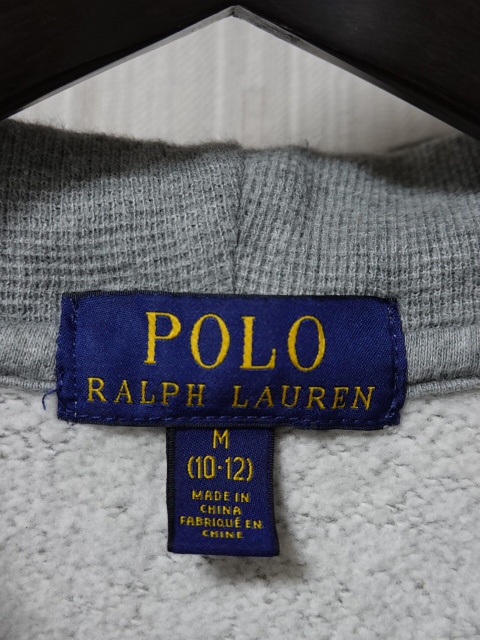 POLO
RALPH LAUREN
M
(10-12)
MADE IN
CHINA
FABRIQUÉ EN
CHINE